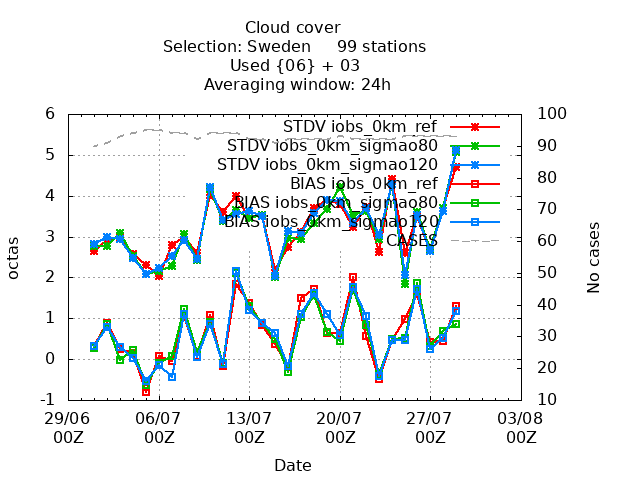 Cloud cover
Selection: Sweden 99 stations
Used {06} + 03
Averaging window: 24h
6
5
4
3
2
1
0
-1
octas
100
90
80
70
60
50
40
30
20
10
No cases
STDV iobs_0km_ref
STDV iobs_0km_sigmao80
STDV iobs_0km_sigmao120
BIAS iobs_0km_ref
BIAS iobs_0km_sigmao80
BIAS iobs_0km_sigmao120
CASES
29/06 06/07 13/07 20/07 27/07 03/08
00Z 00Z 00Z 00Z 00Z 00Z
Date